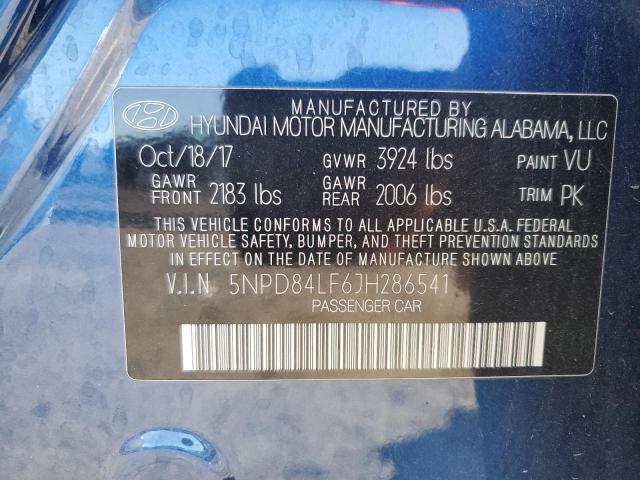 MANUFACTURED BY
HYUNDAI MOTOR MANUFACTURING ALABAMA, LLC
Oct/18/17 GVWR 3924 lbs PAINT VU
GAWR FRONT 2183 lbs GAWR REAR 2006 lbs TRIM PK
THIS VEHICLE CONFORMS TO ALL APPLICABLE U.S.A. FEDERAL
MOTOR VEHICLE SAFETY, BUMPER, AND THEFT PREVENTION STANDARDS
IN EFFECT ON THE DATE OF MANUFACTURE SHOWN ABOVE.
V.I.N 5NPD84LF6JH286541
PASSENGER CAR